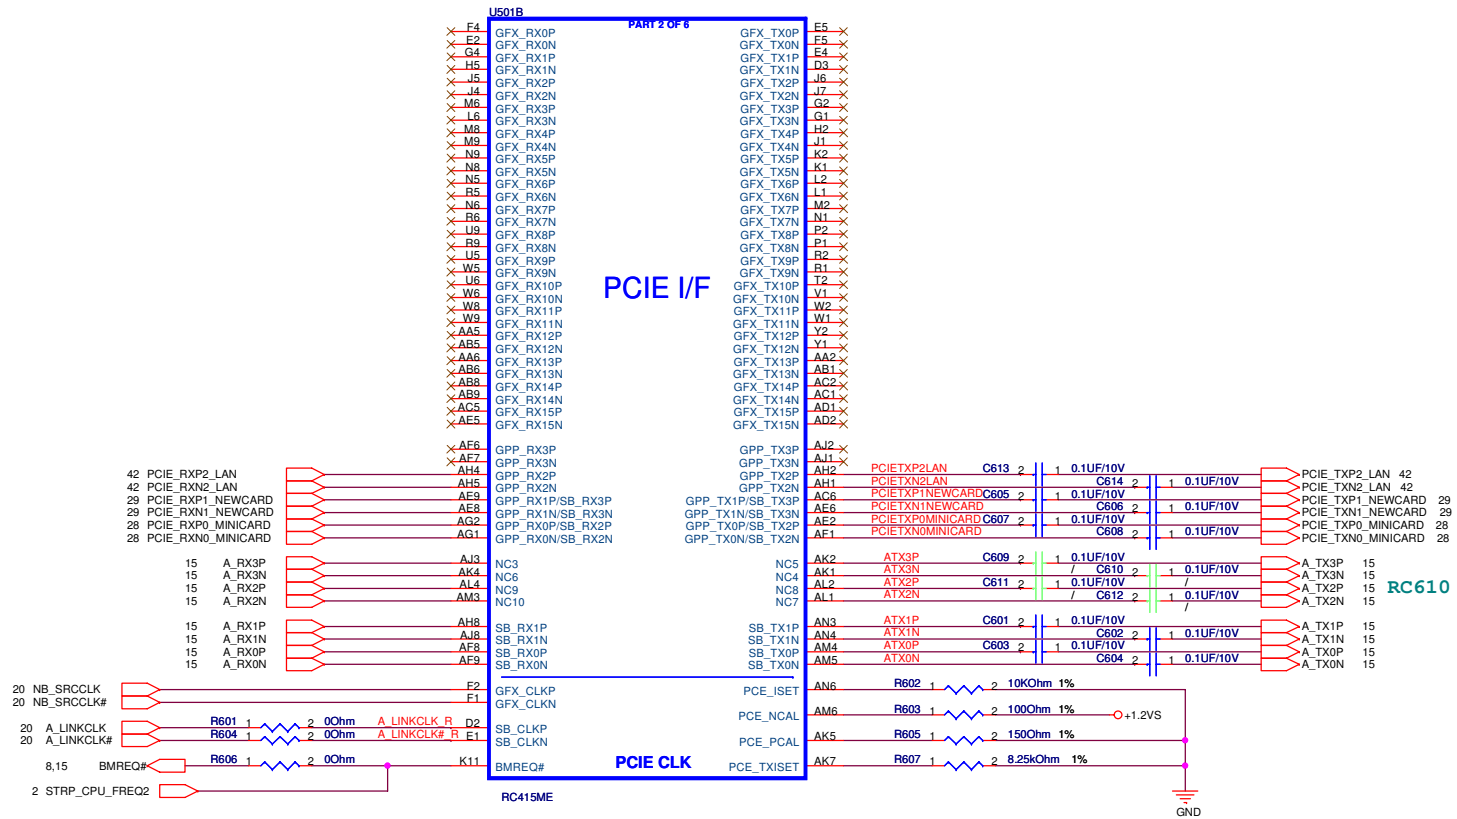 U501B
PART 2 OF 6
F4 GFX_RX0P GFX_TX0P E5
E2 GFX_RX0N GFX_TX0N F5
G4 GFX_RX1P GFX_TX1P E4
H5 GFX_RX1N GFX_TX1N D3
J5 GFX_RX2P GFX_TX2P J6
J4 GFX_RX2N GFX_TX2N J7
M6 GFX_RX3P GFX_TX3P G2
L6 GFX_RX3N GFX_TX3N G1
M8 GFX_RX4P GFX_TX4P H2
M9 GFX_RX4N GFX_TX4N J1
N9 GFX_RX5P GFX_TX5P K2
N8 GFX_RX5N GFX_TX5N K1
N5 GFX_RX6P GFX_TX6P L2
R5 GFX_RX6N GFX_TX6N L1
N6 GFX_RX7P GFX_TX7P M2
R6 GFX_RX7N GFX_TX7N N1
U9 GFX_RX8P GFX_TX8P P2
R9 GFX_RX8N GFX_TX8N P1
U5 GFX_RX9P GFX_TX9P R2
W5 GFX_RX9N GFX_TX9N R1
U6 GFX_RX10P PCIE I/F GFX_TX10P T2
W6 GFX_RX10N GFX_TX10N V1
W8 GFX_RX11P GFX_TX11P W2
W9 GFX_RX11N GFX_TX11N W1
AA5 GFX_RX12P GFX_TX12P Y2
AB5 GFX_RX12N GFX_TX12N Y1
AA6 GFX_RX13P GFX_TX13P AA2
AB6 GFX_RX13N GFX_TX13N AB1
AB8 GFX_RX14P GFX_TX14P AC2
AB9 GFX_RX14N GFX_TX14N AC1
AC5 GFX_RX15P GFX_TX15P AD1
AE5 GFX_RX15N GFX_TX15N AD2
AF6 GPP_RX3P GPP_TX3P AJ2
AF7 GPP_RX3N GPP_TX3N AJ1
42 PCIE_RXP2_LAN AH4 GPP_RX2P GPP_TX2P AH2 PCIETXP2LAN C613 2 1 0.1UF/10V PCIE_TXP2_LAN 42
42 PCIE_RXN2_LAN AH5 GPP_RX2N GPP_TX2N AH1 PCIETXN2LAN C614 2 1 0.1UF/10V PCIE_TXN2_LAN 42
29 PCIE_RXP1_NEWCARD AE9 GPP_RX1P/SB_RX3P GPP_TX1P/SB_TX3P AC6 PCIETXP1NEWCARD C605 2 1 0.1UF/10V PCIE_TXP1_NEWCARD 29
29 PCIE_RXN1_NEWCARD AE8 GPP_RX1N/SB_RX3N GPP_TX1N/SB_TX3N AE6 PCIETXN1NEWCARD C606 2 1 0.1UF/10V PCIE_TXN1_NEWCARD 29
28 PCIE_RXP0_MINICARD AG2 GPP_RX0P/SB_RX2P GPP_TX0P/SB_TX2P AE2 PCIETXP0MINICARD C607 2 1 0.1UF/10V PCIE_TXP0_MINICARD 28
28 PCIE_RXN0_MINICARD AG1 GPP_RX0N/SB_RX2N GPP_TX0N/SB_TX2N AF1 PCIETXN0MINICARD C608 2 1 0.1UF/10V PCIE_TXN0_MINICARD 28
15 A_RX3P AJ3 NC3 NC5 AK2 ATX3P C609 2 1 0.1UF/10V A_TX3P 15
15 A_RX3N AK4 NC6 NC4 AK1 ATX3N / C610 2 1 0.1UF/10V A_TX3N 15
15 A_RX2P AL4 NC9 NC8 AL2 ATX2P C611 2 1 0.1UF/10V / A_TX2P 15 RC610
15 A_RX2N AM3 NC10 NC7 AL1 ATX2N / C612 2 1 0.1UF/10V A_TX2N 15
/
15 A_RX1P AH8 SB_RX1P SB_TX1P AN3 ATX1P C601 2 1 0.1UF/10V A_TX1P 15
15 A_RX1N AJ8 SB_RX1N SB_TX1N AN4 ATX1N C602 2 1 0.1UF/10V A_TX1N 15
15 A_RX0P AF8 SB_RX0P SB_TX0P AM4 ATX0P C603 2 1 0.1UF/10V A_TX0P 15
15 A_RX0N AF9 SB_RX0N SB_TX0N AM5 ATX0N C604 2 1 0.1UF/10V A_TX0N 15
20 NB_SRCCLK F2 GFX_CLKP PCE_ISET AN6 R602 1 2 10KOhm 1%
20 NB_SRCCLK# F1 GFX_CLKN
PCE_NCAL AM6 R603 1 2 100Ohm 1% +1.2VS
20 A_LINKCLK R601 1 2 0Ohm A_LINKCLK_R D2 SB_CLKP
20 A_LINKCLK# R604 1 2 0Ohm A_LINKCLK#_R E1 SB_CLKN PCE_PCAL AK5 R605 1 2 150Ohm 1%
8,15 BMREQ# R606 1 2 0Ohm K11 BMREQ# PCIE CLK PCE_TXISET AK7 R607 1 2 8.25kOhm 1%
2 STRP_CPU_FREQ2
RC415ME
GND